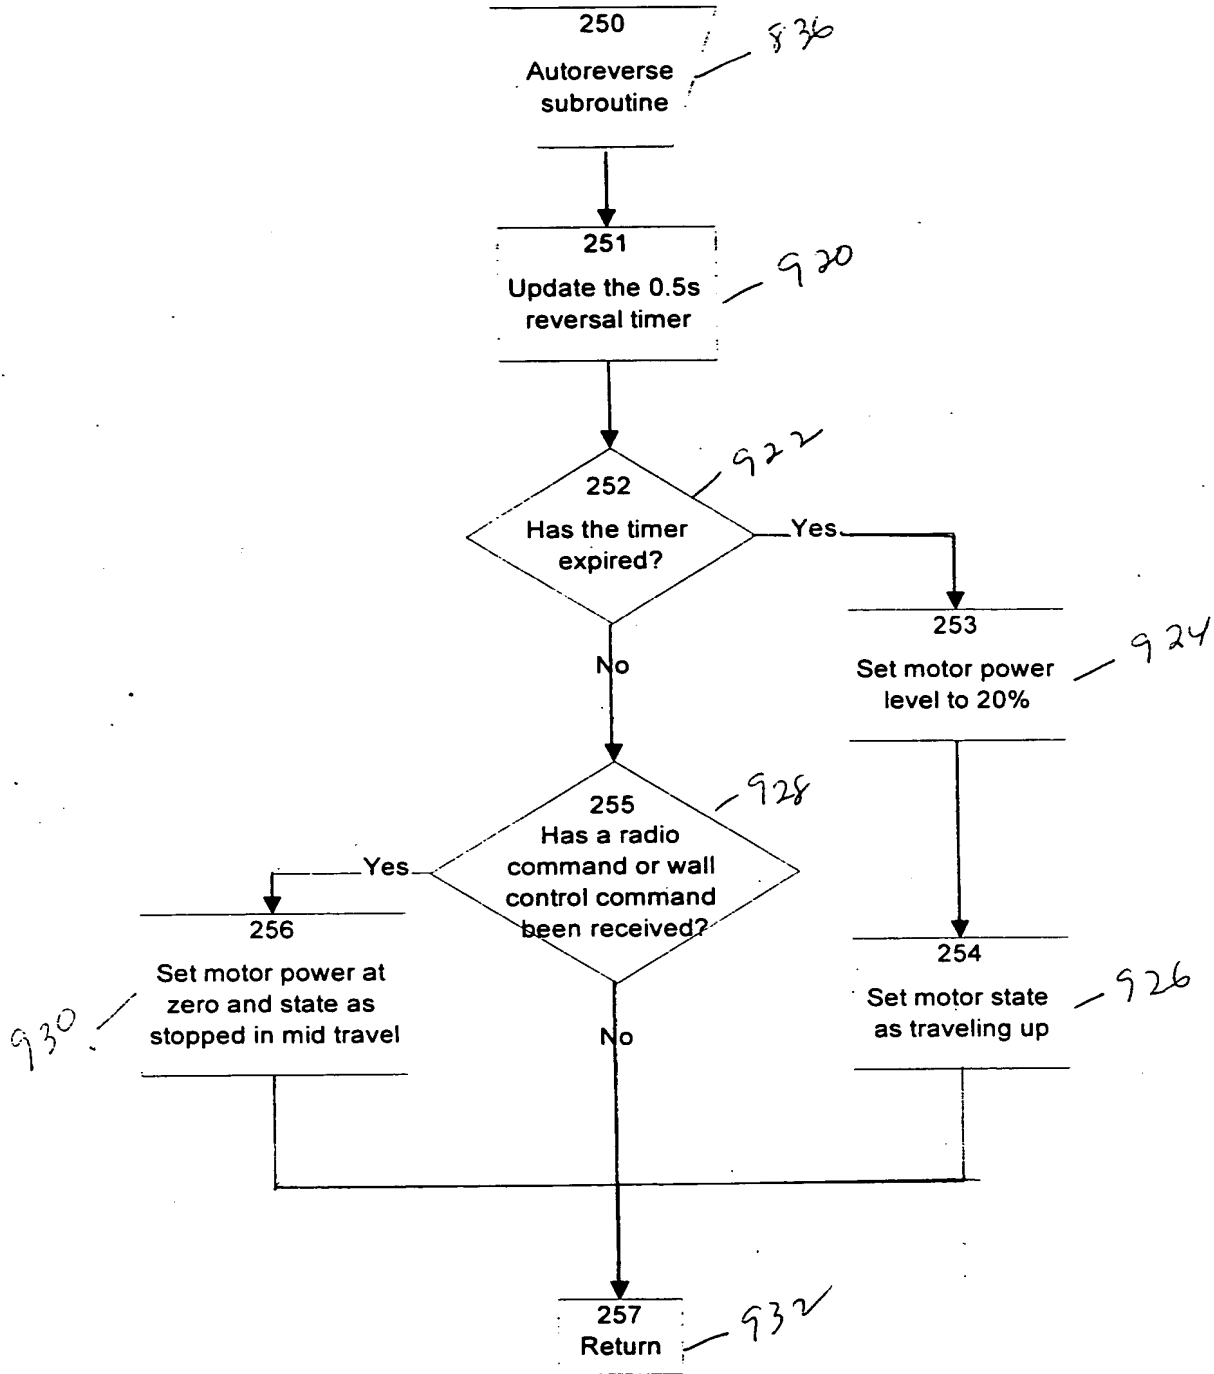 250
Autoreverse
subroutine
836
251
Update the 0.5s
reversal timer
920
252
Has the timer
expired?
922
Yes
No
253
Set motor power
level to 20%
924
255
Has a radio
command or wall
control command
been received?
928
Yes
No
256
Set motor power at
zero and state as
stopped in mid travel
930
254
Set motor state
as traveling up
926
257
Return
932